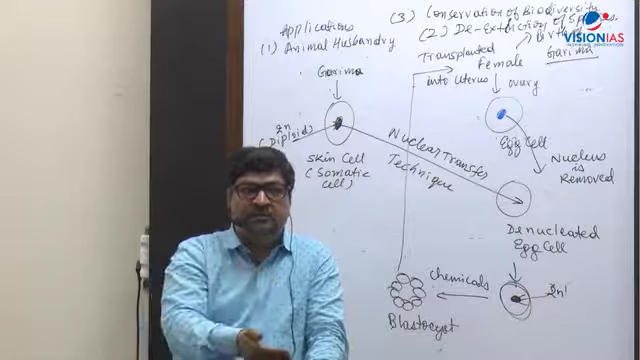 Applications
(1) Animal Husbandry
(3) Conservation of Biodiversity
(2) De-Extinction of Species
VISIONIAS
INSPIRING INNOVATION
Garima
Transplanted
into Uterus
Female
ovary
Garima
2n
(Diploid)
Skin Cell
(Somatic
Cell)
Nuclear Transfer
Technique
Egg Cell
Nucleus
is
Removed
Denucleated
Egg Cell
Chemicals
2n
Blastocyst